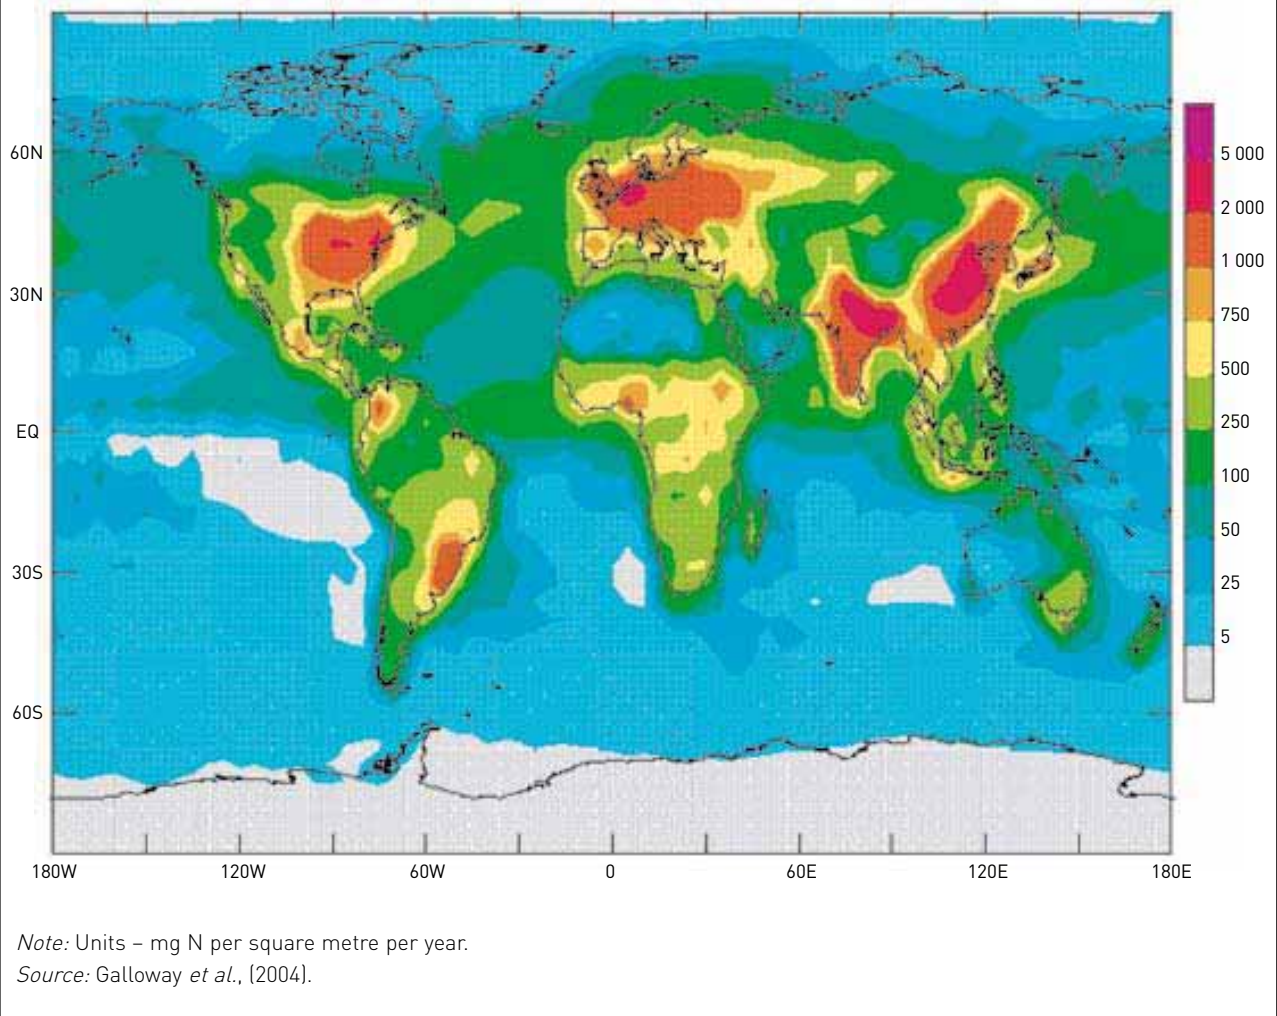 60N
30N
EQ
30S
60S
180W
120W
60W
0
60E
120E
180E
5 000
2 000
1 000
750
500
250
100
50
25
5
Note: Units – mg N per square metre per year.
Source: Galloway et al., (2004).